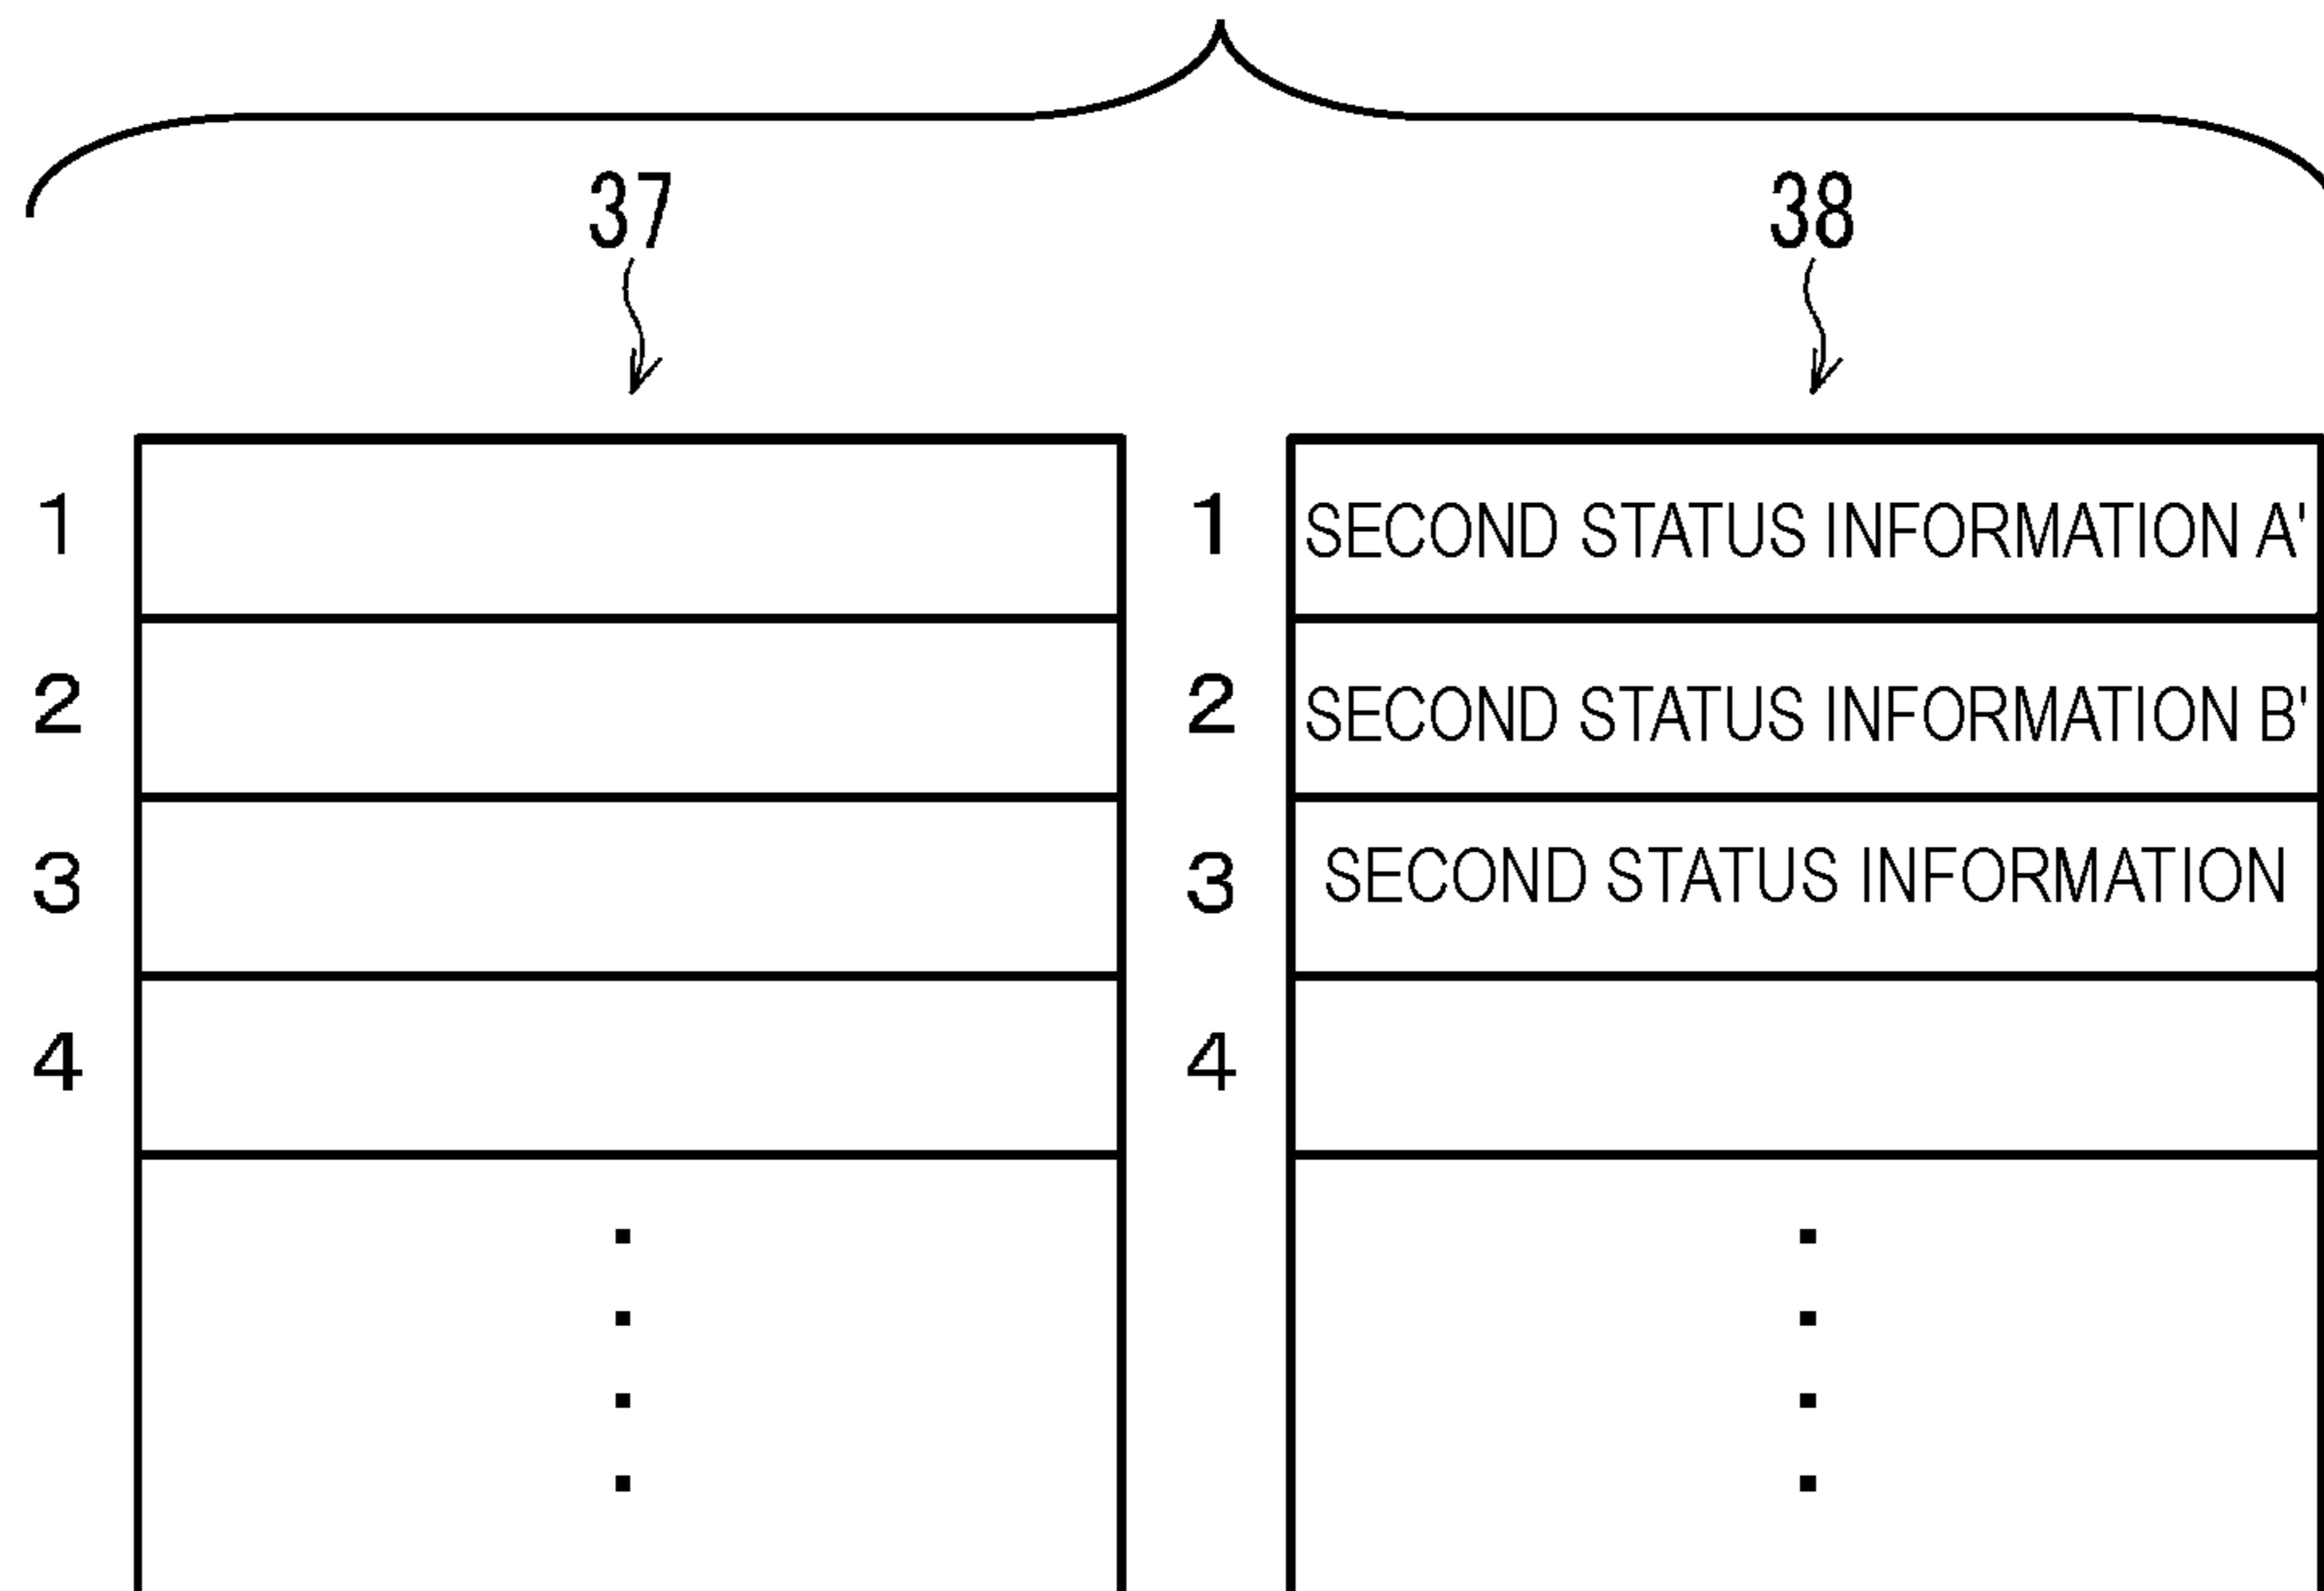 37 38
1 1 SECOND STATUS INFORMATION A'
2 2 SECOND STATUS INFORMATION B'
3 3 SECOND STATUS INFORMATION
4 4